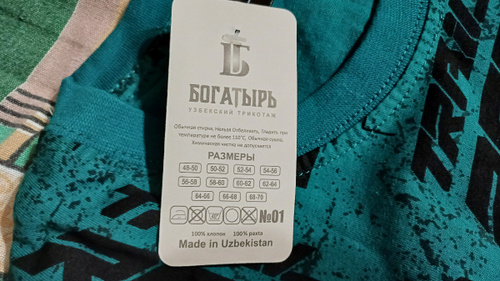 Б
БОГАТЫРЬ
УЗБЕКСКИЙ ТРИКОТАЖ
Обычная стирка. Нельзя Отбеливать. Гладить при
температуре не более 110°С. Обычная сушка.
Химическая чистка не допускается
РАЗМЕРЫ
48-50 50-52 52-54 54-56
56-58 58-60 60-62 62-64
64-66 66-68 68-70
№01
100% хлопок 100% paxta
Made in Uzbekistan